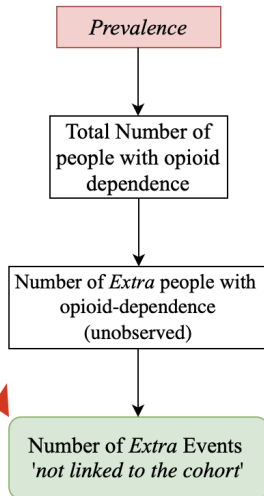 Prevalence
Total Number of
people with opioid
dependence
Number of Extra people with
opioid-dependence
(unobserved)
Number of Extra Events
'not linked to the cohort'